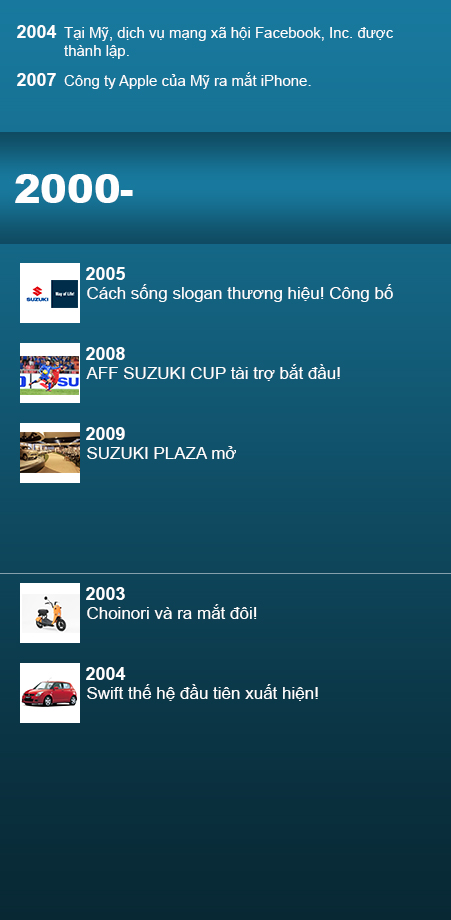 2004 Tại Mỹ, dịch vụ mạng xã hội Facebook, Inc. được
thành lập.
2007 Công ty Apple của Mỹ ra mắt iPhone.
2000-
2005
Cách sống slogan thương hiệu! Công bố
SUZUKI
Way of Life!
2008
AFF SUZUKI CUP tài trợ bắt đầu!
SU
2009
SUZUKI PLAZA mở
2003
Choinori và ra mắt đôi!
2004
Swift thế hệ đầu tiên xuất hiện!